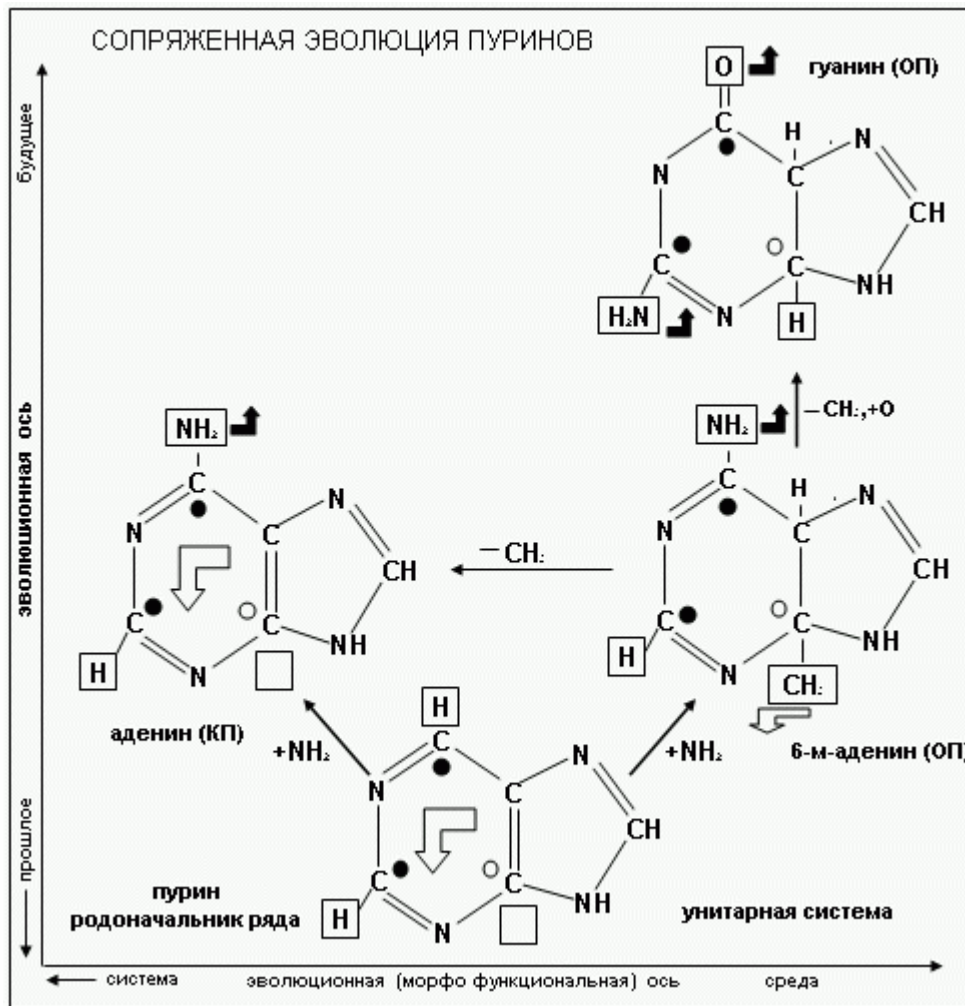 СОПРЯЖЕННАЯ ЭВОЛЮЦИЯ ПУРИНОВ
будущее
эволюционная ось
прошлое
O
гуанин (ОП)
C
H
N
N
C
CH
C
C
NH
H₂N
N
H
NH₂
C
N
N
C
CH
C
C
NH
H
N
аденин (КП)
+NH₂
—CH₂
—CH₂,+O
NH₂
C
H
N
N
C
CH
C
C
NH
H
N
CH₂
6-м-аденин (ОП)
+NH₂
H
C
N
N
C
CH
C
C
NH
H
N
пурин
родоначальник ряда
унитарная система
система
эволюционная (морфо функциональная) ось
среда